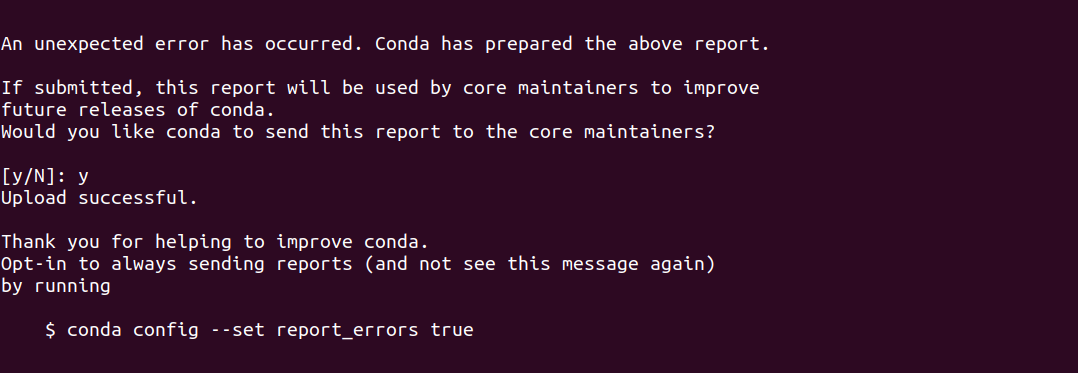 An unexpected error has occurred. Conda has prepared the above report.
If submitted, this report will be used by core maintainers to improve
future releases of conda.
Would you like conda to send this report to the core maintainers?
[y/N]: y
Upload successful.
Thank you for helping to improve conda.
Opt-in to always sending reports (and not see this message again)
by running
$ conda config --set report_errors true